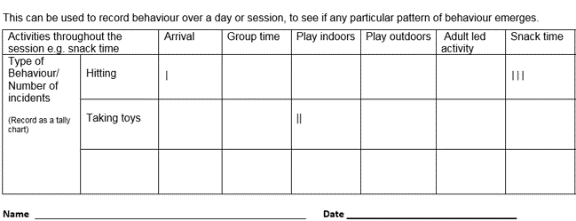 This can be used to record behaviour over a day or session, to see if any particular pattern of behaviour emerges.
Activities throughout the session e.g. snack time Arrival Group time Play indoors Play outdoors Adult led activity Snack time
Type of Behaviour/ Number of incidents
(Record as a tally chart)
Hitting | |||
Taking toys ||
Name Date